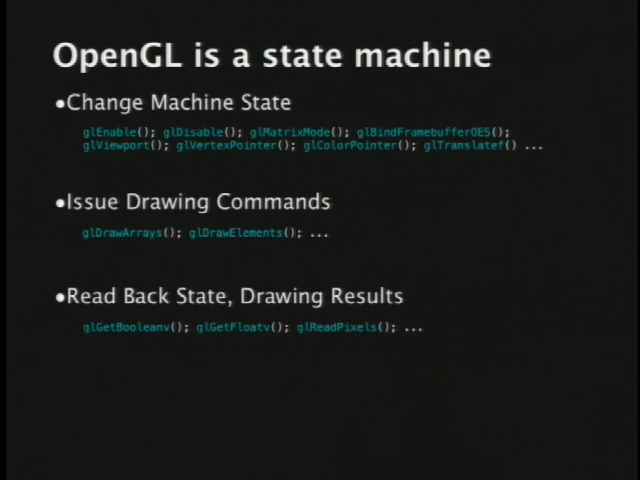 OpenGL is a state machine
•Change Machine State
glEnable(); glDisable(); glMatrixMode(); glBindFramebufferOES();
glViewport(); glVertexPointer(); glColorPointer(); glTranslatef() ...
•Issue Drawing Commands
glDrawArrays(); glDrawElements(); ...
•Read Back State, Drawing Results
glGetBooleanv(); glGetFloatv(); glReadPixels(); ...